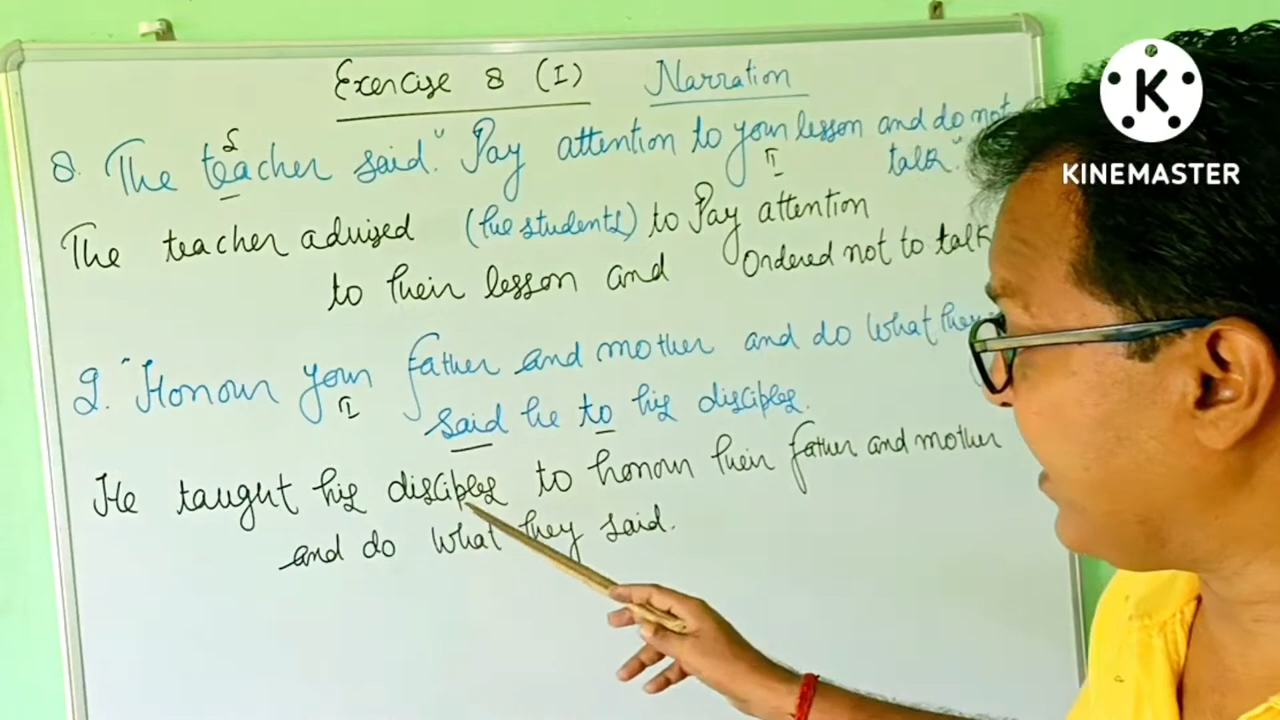 Exercise 8 (I) Narration
8. The teacher said." Pay attention to your lesson and do not
S
II
talk"
The teacher advised (the students) to Pay attention
to their lesson and Ordered not to talk
9. "Honour your father and mother and do what they
II
said he to his disciples.
He taught his disciples to honour their father and mother
and do what they said.
K
KINEMASTER